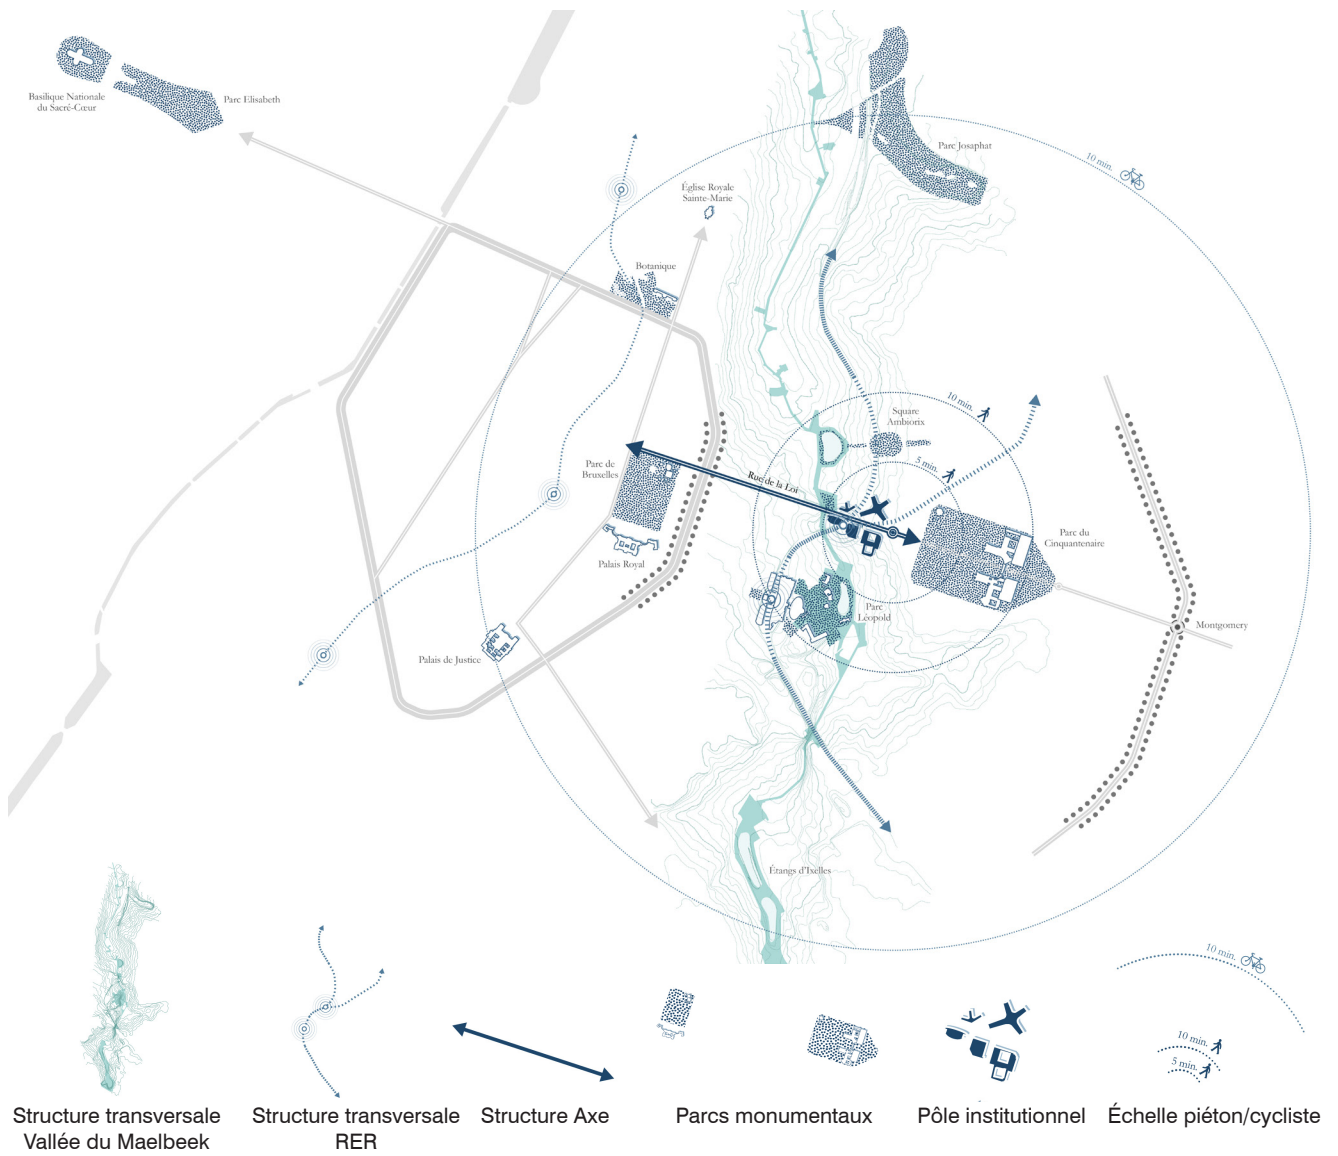 Basilique Nationale
du Sacré-Cœur
Parc Elisabeth
Église Royale
Sainte-Marie
Parc Josaphat
10 min.
Botanique
10 min.
Square
Ambiorix
5 min.
Parc de
Bruxelles
Rue de la Loi
Palais Royal
Parc du
Cinquantenaire
Parc
Léopold
Montgomery
Palais de Justice
Étangs d'Ixelles
10 min.
10 min.
5 min.
Structure transversale
Vallée du Maelbeek
Structure transversale
RER
Structure Axe
Parcs monumentaux
Pôle institutionnel
Échelle piéton/cycliste